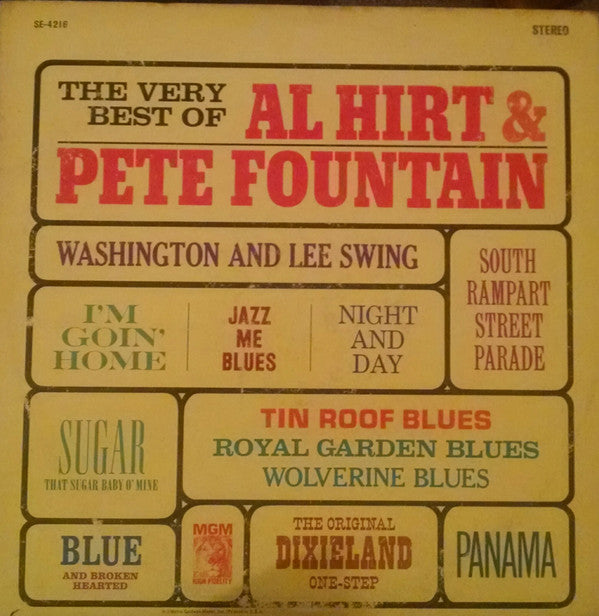 SE-4216
STEREO
THE VERY
BEST OF
AL HIRT &
PETE FOUNTAIN
WASHINGTON AND LEE SWING
SOUTH
RAMPART
STREET
PARADE
I'M
GOIN'
HOME
JAZZ
ME
BLUES
NIGHT
AND
DAY
SUGAR
THAT SUGAR BABY O' MINE
TIN ROOF BLUES
ROYAL GARDEN BLUES
WOLVERINE BLUES
BLUE
AND BROKEN
HEARTED
MGM
HIGH FIDELITY
THE ORIGINAL
DIXIELAND
ONE-STEP
PANAMA